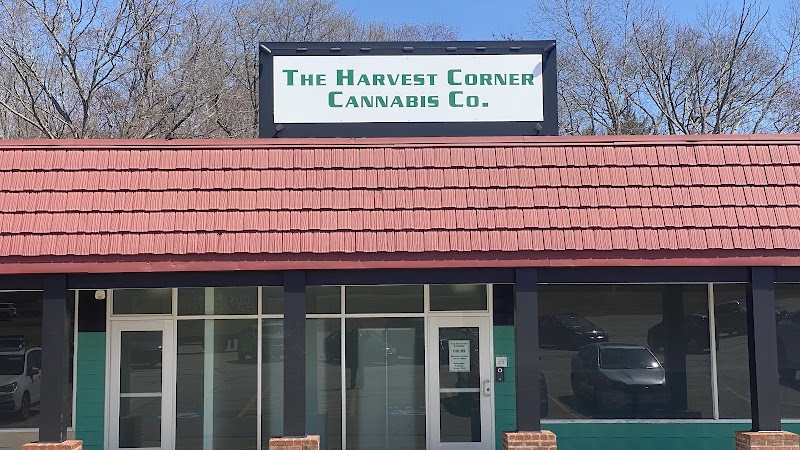 The Harvest Corner
Cannabis Co.